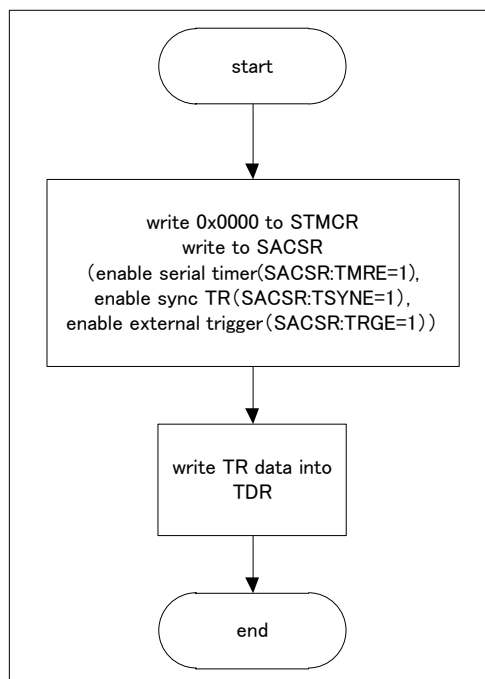 start
write 0x0000 to STMCR
write to SACSR
(enable serial timer(SACSR:TMRE=1),
enable sync TR(SACSR:TSYNE=1),
enable external trigger(SACSR:TRGE=1))
write TR data into
TDR
end